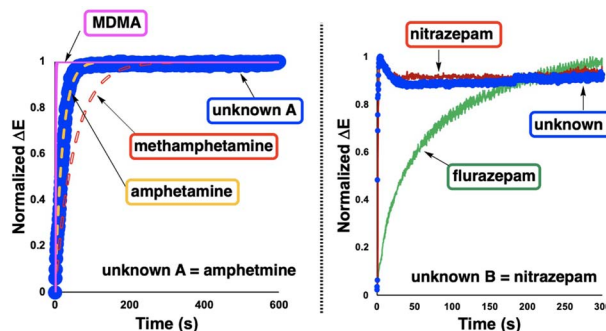 MDMA
unknown A
methamphetamine
amphetamine
unknown A = amphetmine
Normalized ΔE
1
0.8
0.6
0.4
0.2
0
0
200
400
600
Time (s)
nitrazepam
unknown
flurazepam
unknown B = nitrazepam
Normalized ΔE
1
0.8
0.6
0.4
0.2
0
0
50
100
150
200
250
300
Time (s)